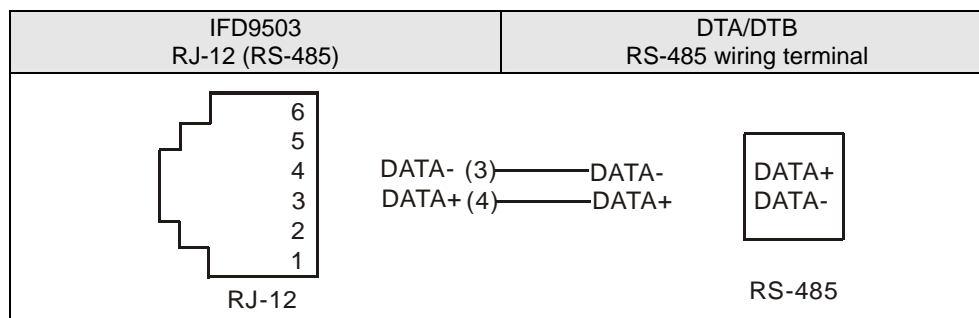 IFD9503
RJ-12 (RS-485)
DTA/DTB
RS-485 wiring terminal
6
5
4
3
2
1
RJ-12
DATA- (3) DATA-
DATA+ (4) DATA+
DATA+
DATA-
RS-485